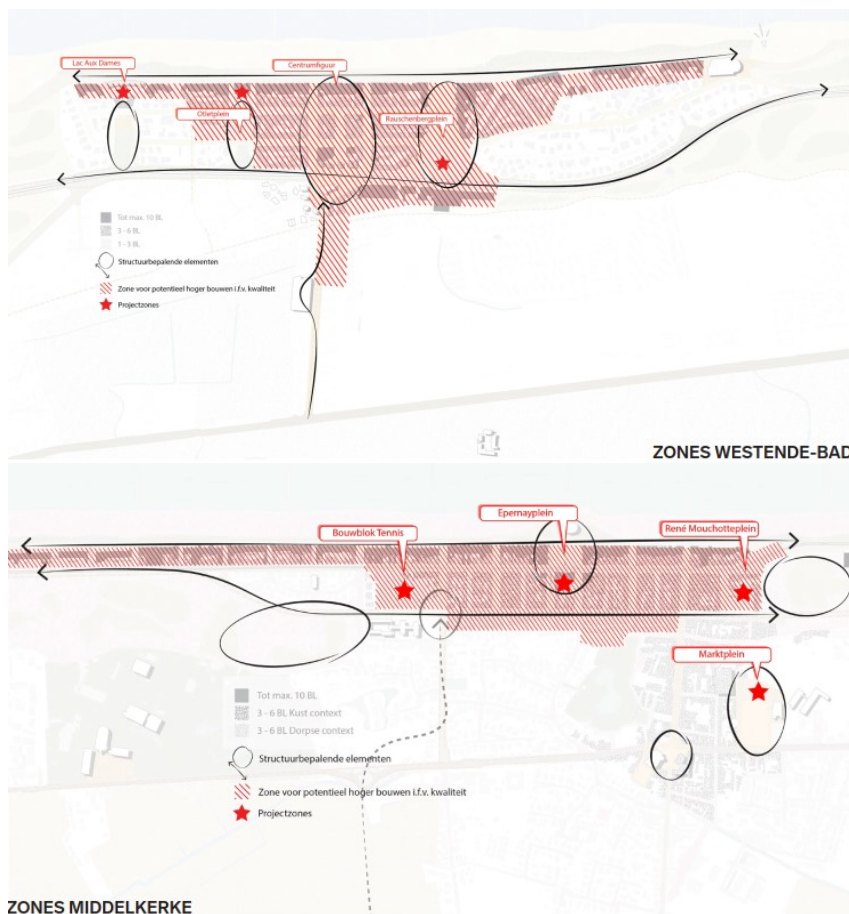 Lac Aux Dames
Centrumfiguur
Otletplein
Rauschenbergplein
Tot max. 10 BL
3 - 6 BL
1 - 3 BL
Structuurbepalende elementen
Zone voor potentieel hoger bouwen i.f.v. kwaliteit
Projectzones
ZONES WESTENDE-BAD
Epernayplein
Bouwblok Tennis
René Mouchotteplein
Marktplein
Tot max. 10 BL
3 - 6 BL Kust context
3 - 6 BL Dorpse context
Structuurbepalende elementen
Zone voor potentieel hoger bouwen i.f.v. kwaliteit
Projectzones
ZONES MIDDELKERKE